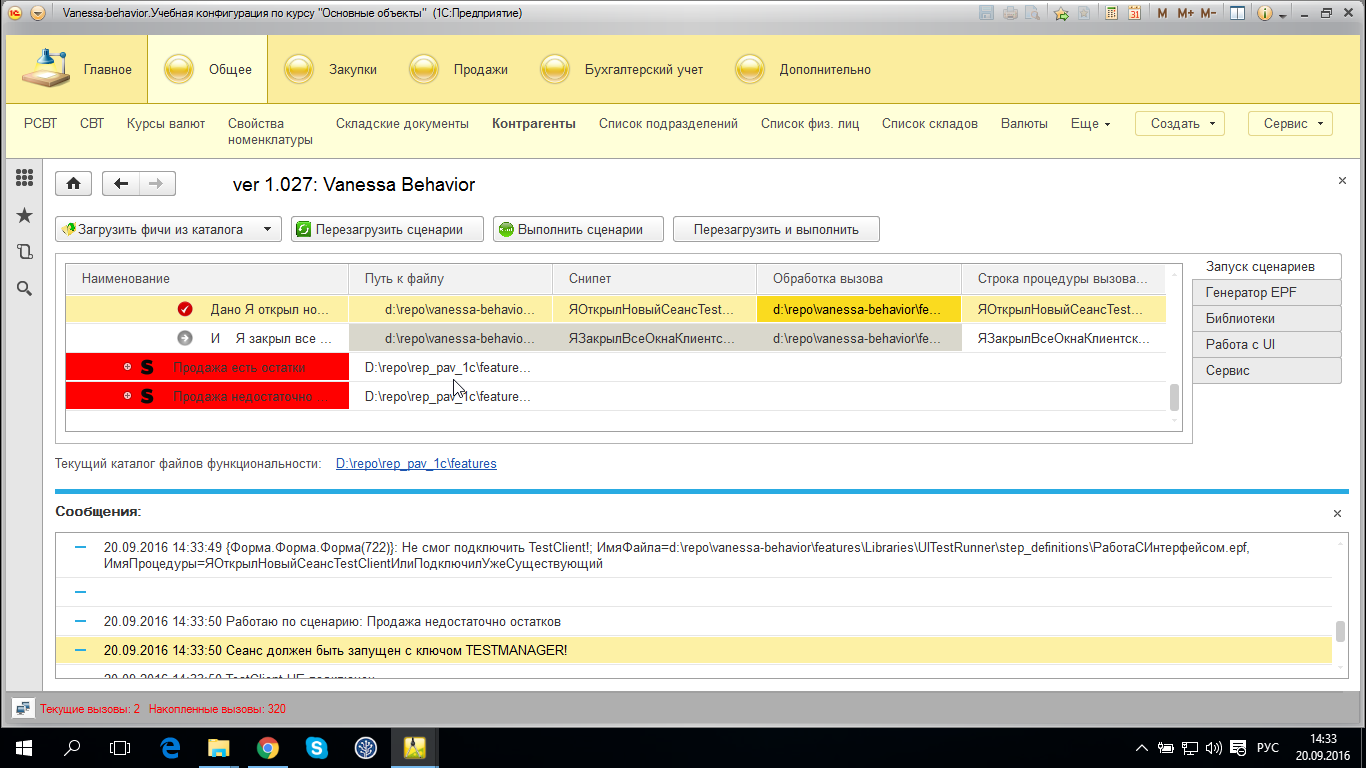 Vanessa-behavior.Учебная конфигурация по курсу "Основные объекты" (1С:Предприятие)
M M+ M-
Главное Общее Закупки Продажи Бухгалтерский учет Дополнительно
РСВТ СВТ Курсы валют Свойства номенклатуры Складские документы Контрагенты Список подразделений Список физ. лиц Список складов Валюты Еще Создать Сервис
ver 1.027: Vanessa Behavior
Загрузить фичи из каталога Перезагрузить сценарии Выполнить сценарии Перезагрузить и выполнить
Наименование Путь к файлу Снипет Обработка вызова Строка процедуры вызова...
Дано Я открыл но... d:\repo\vanessa-behavio... ЯОткрылНовыйСеансTest... d:\repo\vanessa-behavior\fe... ЯОткрылНовыйСеансTest...
И Я закрыл все ... d:\repo\vanessa-behavio... ЯЗакрылВсеОкнаКлиентс... d:\repo\vanessa-behavior\fe... ЯЗакрылВсеОкнаКлиентск...
S Продажа есть остатки D:\repo\rep_pav_1c\feature...
S Продажа недостаточно ... D:\repo\rep_pav_1c\feature...
Запуск сценариев
Генератор EPF
Библиотеки
Работа с UI
Сервис
Текущий каталог файлов функциональности: D:\repo\rep_pav_1c\features
Сообщения:
20.09.2016 14:33:49 {Форма.Форма.Форма(722)}: Не смог подключить TestClient!; ИмяФайла=d:\repo\vanessa-behavior\features\Libraries\UITestRunner\step_definitions\РаботаСИнтерфейсом.epf,
ИмяПроцедуры=ЯОткрылНовыйСеансTestClientИлиПодключилУжеСуществующий
20.09.2016 14:33:50 Работаю по сценарию: Продажа недостаточно остатков
20.09.2016 14:33:50 Сеанс должен быть запущен с ключом TESTMANAGER!
20.09.2016 14:33:50 TestClient НЕ подключен
Текущие вызовы: 2 Накопленные вызовы: 320
РУС
14:33
20.09.2016